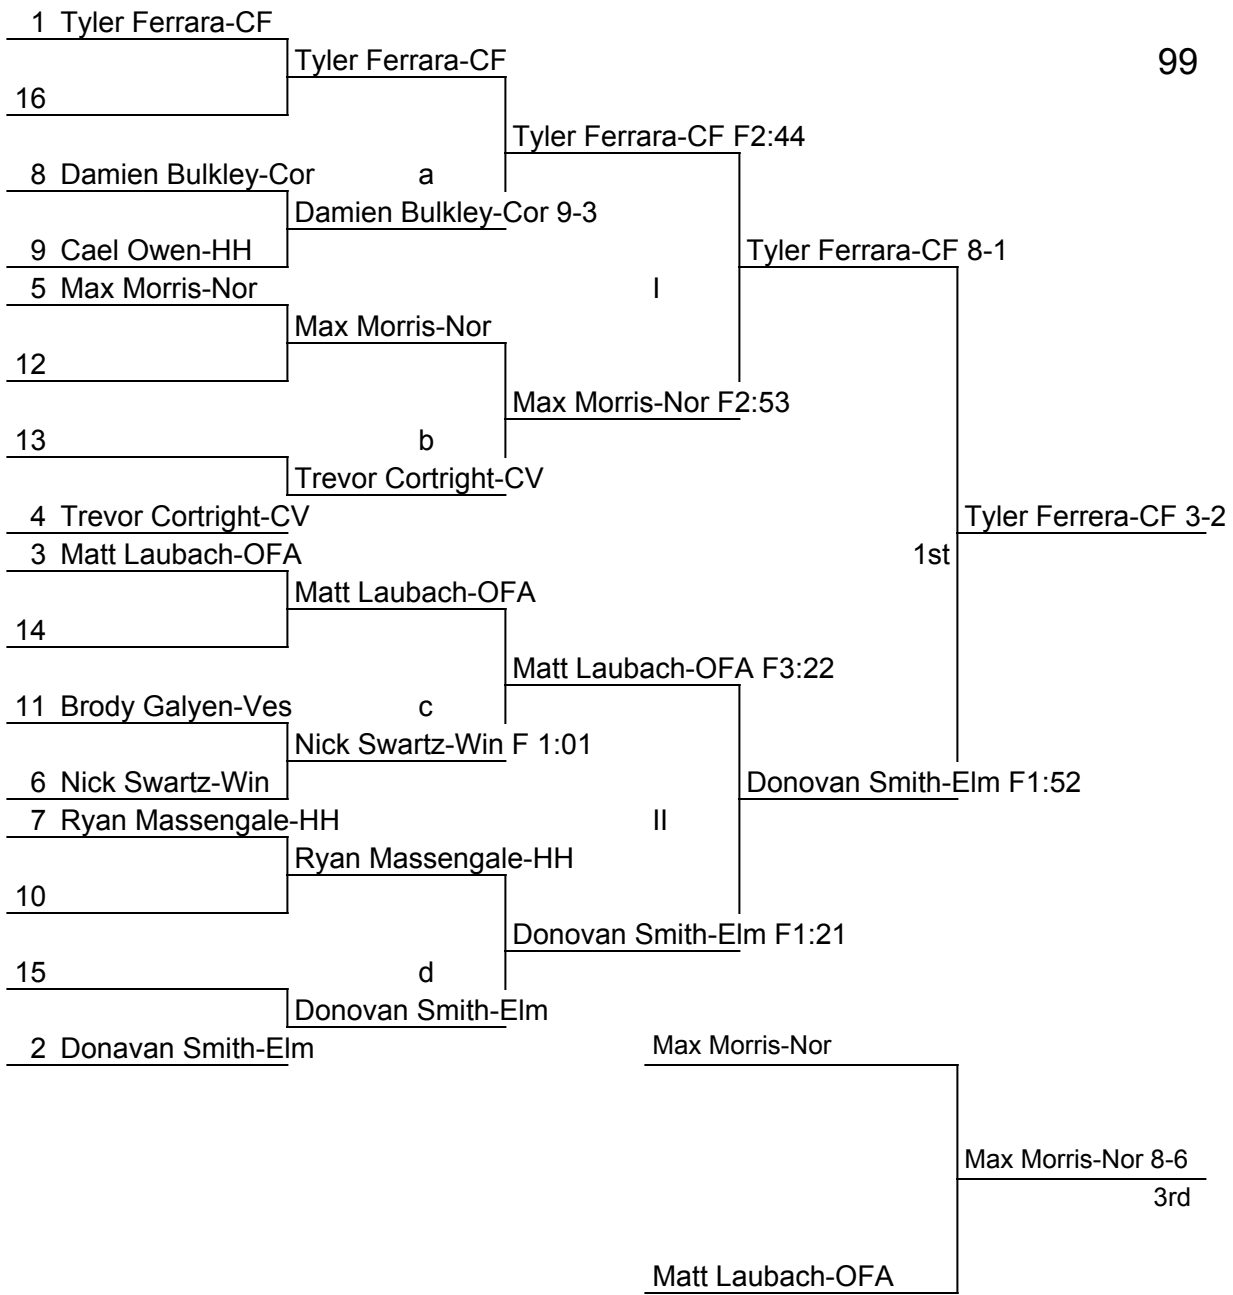 1 Tyler Ferrara-CF
Tyler Ferrara-CF
99
16
Tyler Ferrara-CF F2:44
8 Damien Bulkley-Cor a
Damien Bulkley-Cor 9-3
9 Cael Owen-HH
Tyler Ferrara-CF 8-1
5 Max Morris-Nor I
Max Morris-Nor
12
Max Morris-Nor F2:53
13 b
Trevor Cortright-CV
4 Trevor Cortright-CV
Tyler Ferrera-CF 3-2
3 Matt Laubach-OFA
1st
Matt Laubach-OFA
14
Matt Laubach-OFA F3:22
11 Brody Galyen-Ves c
Nick Swartz-Win F 1:01
6 Nick Swartz-Win
Donovan Smith-Elm F1:52
7 Ryan Massengale-HH II
Ryan Massengale-HH
10
Donovan Smith-Elm F1:21
15 d
Donovan Smith-Elm
2 Donavan Smith-Elm
Max Morris-Nor
Max Morris-Nor 8-6
3rd
Matt Laubach-OFA